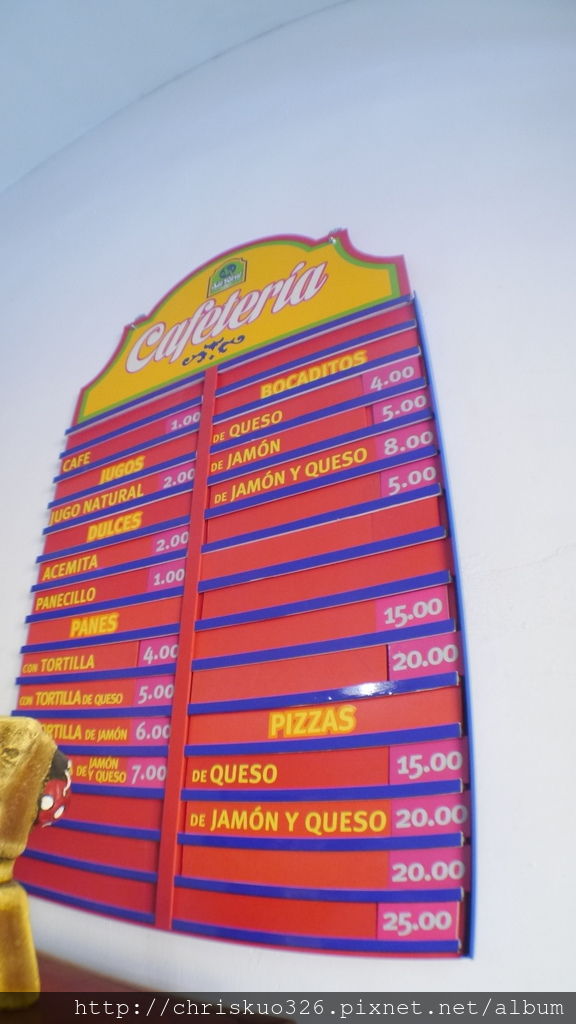 Cafetería
CAFE 1.00
JUGOS
JUGO NATURAL 2.00
DULCES
ACEMITA 2.00
PANECILLO 1.00
PANES
CON TORTILLA 4.00
CON TORTILLA DE QUESO 5.00
DE JAMÓN 6.00
DE JAMÓN Y QUESO 7.00
BOCADITOS
DE QUESO 4.00
DE JAMÓN 5.00
DE JAMÓN Y QUESO 8.00
5.00
15.00
20.00
PIZZAS
DE QUESO 15.00
DE JAMÓN Y QUESO 20.00
20.00
25.00
http://chriskuo326.pixnet.net/album